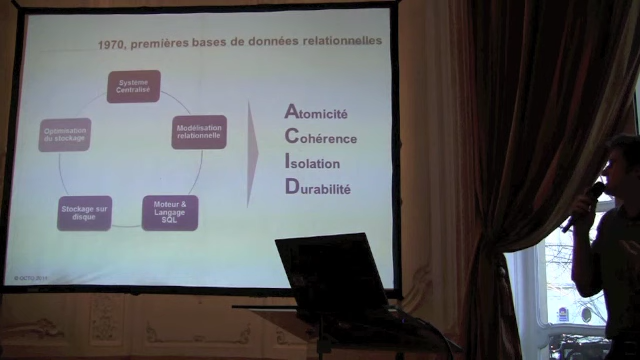 1970, premières bases de données relationnelles
Système
Centralisé
Optimisation
du stockage
Modélisation
relationnelle
Stockage sur
disque
Moteur &
Langage
SQL
Atomicité
Cohérence
Isolation
Durabilité